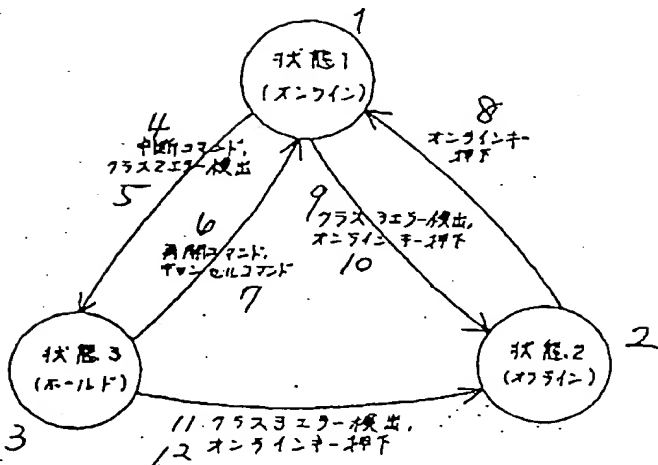 1
状態1
(オンライン)
4
中断コマンド,
クラス2エラー検出
5
8
オンラインキー
押下
9
クラス3エラー検出,
オンラインキー押下
10
6
再開コマンド,
キャンセルコマンド
7
状態3
(ホールド)
3
状態2
(オフライン)
2
11.クラス3エラー検出,
12 オンラインキー押下